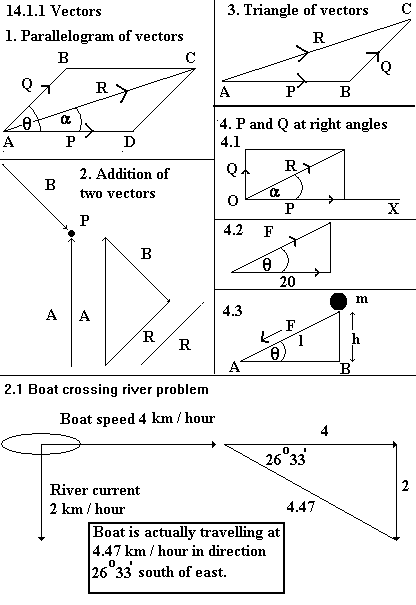 14.1.1 Vectors
1. Parallelogram of vectors
B
C
Q
R
θ
α
A
P
D
3. Triangle of vectors
C
R
Q
A
P
B
2. Addition of
two vectors
B
P
A
A
B
R
R
4. P and Q at right angles
4.1
Q
R
O
α
P
X
4.2
F
θ
20
4.3
m
F
l
h
A
θ
B
2.1 Boat crossing river problem
Boat speed 4 km / hour
River current
2 km / hour
4
26°33'
2
4.47
Boat is actually travelling at
4.47 km / hour in direction
26°33' south of east.